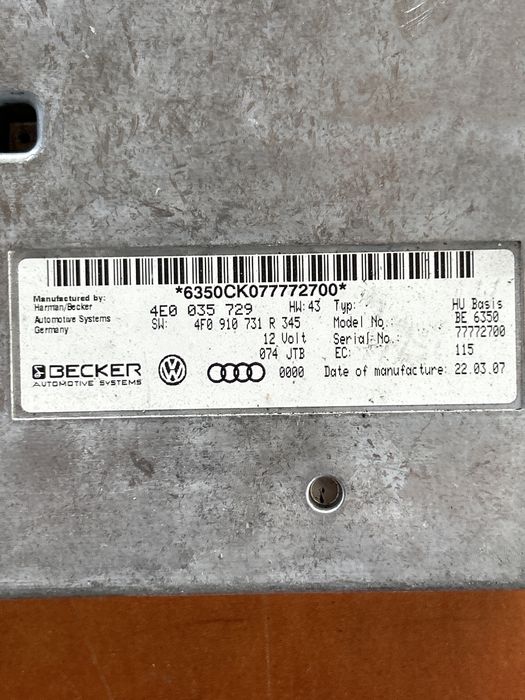 *6350CK077772700*
Manufactured by:
Harman/Becker
Automotive Systems
Germany
4E0 035 729 HW:43
SW: 4F0 910 731 R 345
12 Volt
074 JTB
0000
Typ: HU Basis
Model No.: BE 6350
Serial-No.: 77772700
EC: 115
Date of manufacture: 22.03.07
BECKER
AUTOMOTIVE SYSTEMS